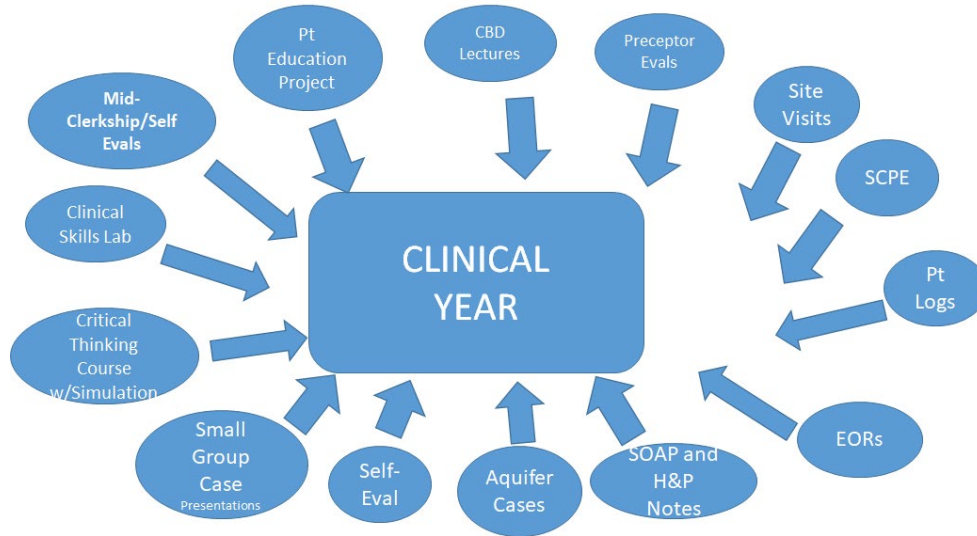 Pt
Education
Project
CBD
Lectures
Preceptor
Evals
Mid-
Clerkship/Self
Evals
Site
Visits
SCPE
Clinical
Skills Lab
CLINICAL
YEAR
Pt
Logs
Critical
Thinking
Course
w/Simulation
Small
Group
Case
Presentations
Self-
Eval
Aquifer
Cases
SOAP and
H&P
Notes
EORs